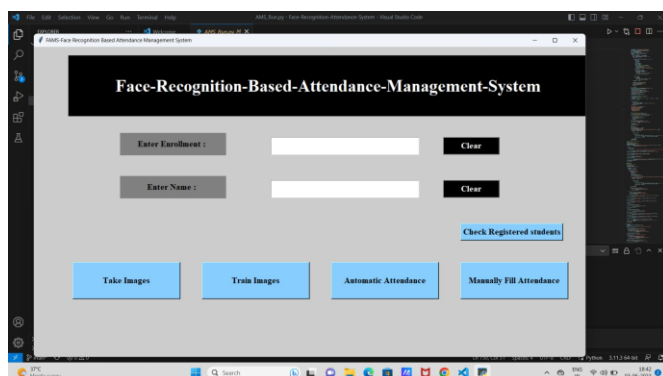 File Edit Selection View Go Run Terminal Help
AMS_Run.py - Face Recognition Attendance System - Visual Studio Code
EXPLORER
Welcome
AMS_Run.py
FAMS-Face Recognition Based Attendance Management System
Face-Recognition-Based-Attendance-Management-System
Enter Enrollment :
Clear
Enter Name :
Clear
Check Registered students
Take Images
Train Images
Automatic Attendance
Manually Fill Attendance
Python 3.11.3 64-bit
37°C
Search
ENG
18:42